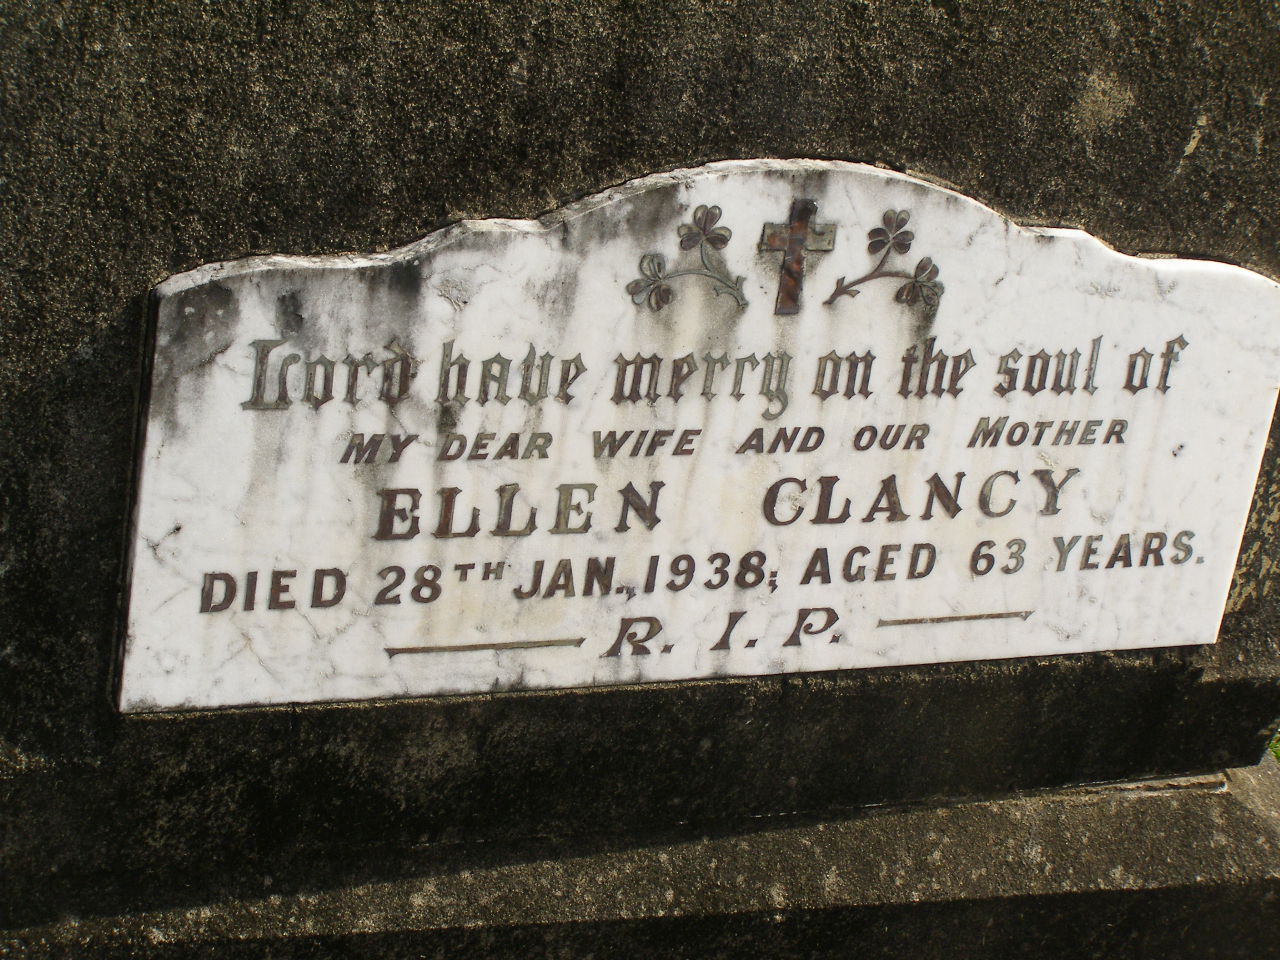 Lord have mercy on the soul of
MY DEAR WIFE AND OUR MOTHER
ELLEN CLANCY
DIED 28TH JAN., 1938; AGED 63 YEARS.
R. I. P.